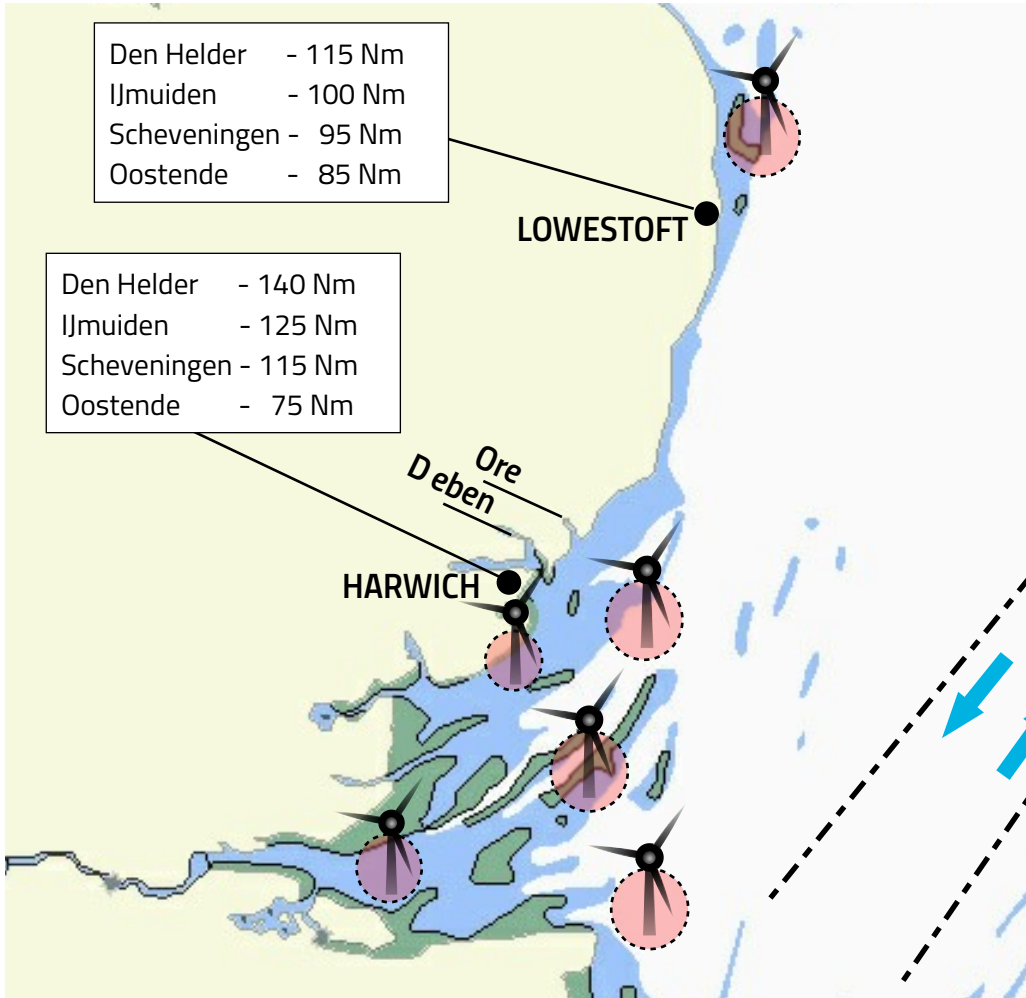 Den Helder - 115 Nm
IJmuiden - 100 Nm
Scheveningen - 95 Nm
Oostende - 85 Nm
LOWESTOFT
Den Helder - 140 Nm
IJmuiden - 125 Nm
Scheveningen - 115 Nm
Oostende - 75 Nm
Ore
Deben
HARWICH